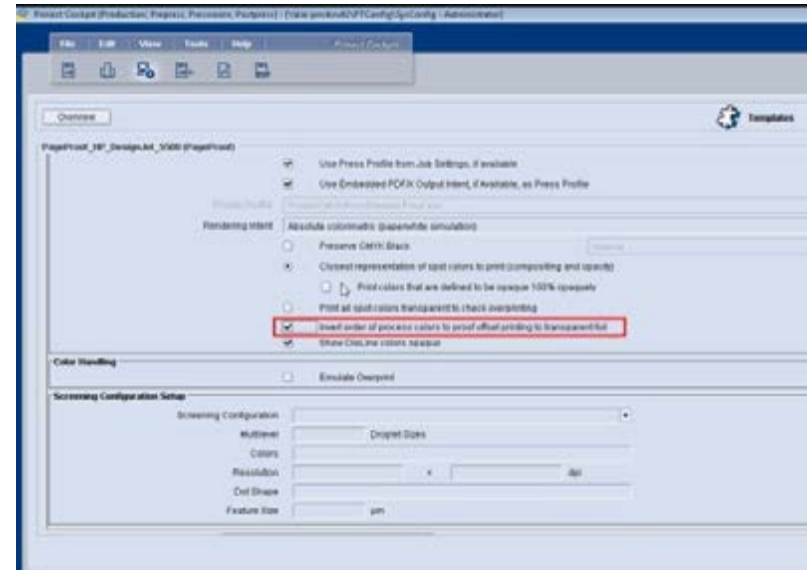 Prinect Cockpit (Production, Prepress, Pressroom, Postpress) - - Administrator]
File Edit View Tools Help Prinect Cockpit
Overview Templates
PageProof_HP_DesignJet_5500 (PageProof)
Use Press Profile from Job Settings, if available
Use Embedded PDF/X Output Intent, if Available, as Press Profile
Rendering Intent Absolute colorimetric (paperwhite simulation)
Preserve CMYK Black
Closest representation of spot colors to print (compositing and opacity)
Print colors that are defined to be opaque 100% opaquely
Print all spot colors transparent to check overprinting
Invert order of process colors to proof offset printing to transparent foil
Show DieLine colors opaque
Color Handling
Emulate Overprint
Screening Configuration Setup
Screening Configuration
Multilevel Droplet Sizes
Colors
Resolution x dpi
Dot Shape
Feature Size µm